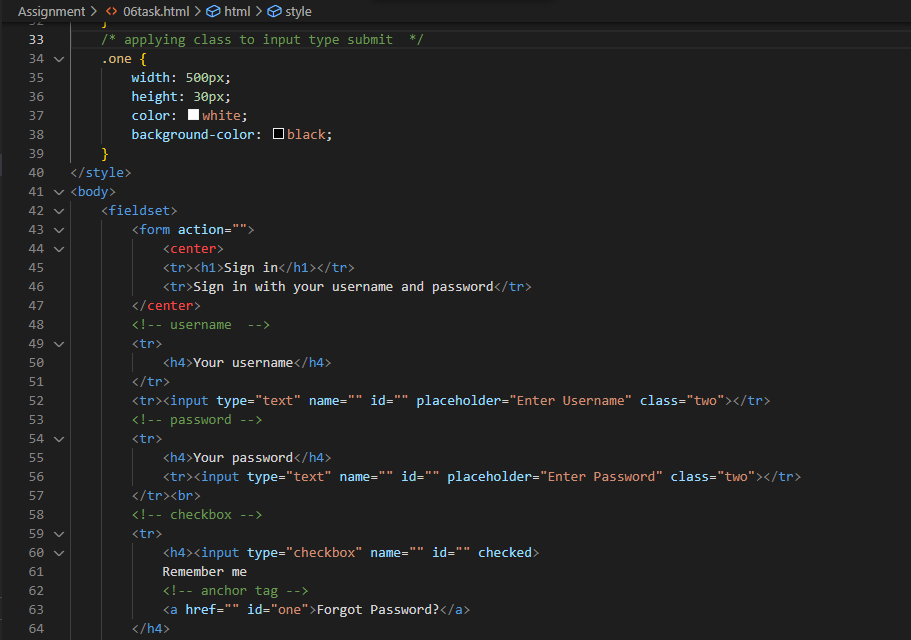 Assignment > <> 06task.html > html > style
32 }
33 /* applying class to input type submit  */
34 .one {
35 width: 500px;
36 height: 30px;
37 color: white;
38 background-color: black;
39 }
40 </style>
41 <body>
42 <fieldset>
43 <form action="">
44 <center>
45 <tr><h1>Sign in</h1></tr>
46 <tr>Sign in with your username and password</tr>
47 </center>
48 <!-- username  -->
49 <tr>
50 <h4>Your username</h4>
51 </tr>
52 <tr><input type="text" name="" id="" placeholder="Enter Username" class="two"></tr>
53 <!-- password -->
54 <tr>
55 <h4>Your password</h4>
56 <tr><input type="text" name="" id="" placeholder="Enter Password" class="two"></tr>
57 </tr><br>
58 <!-- checkbox -->
59 <tr>
60 <h4><input type="checkbox" name="" id="" checked>
61 Remember me
62 <!-- anchor tag -->
63 <a href="" id="one">Forgot Password?</a>
64 </h4>